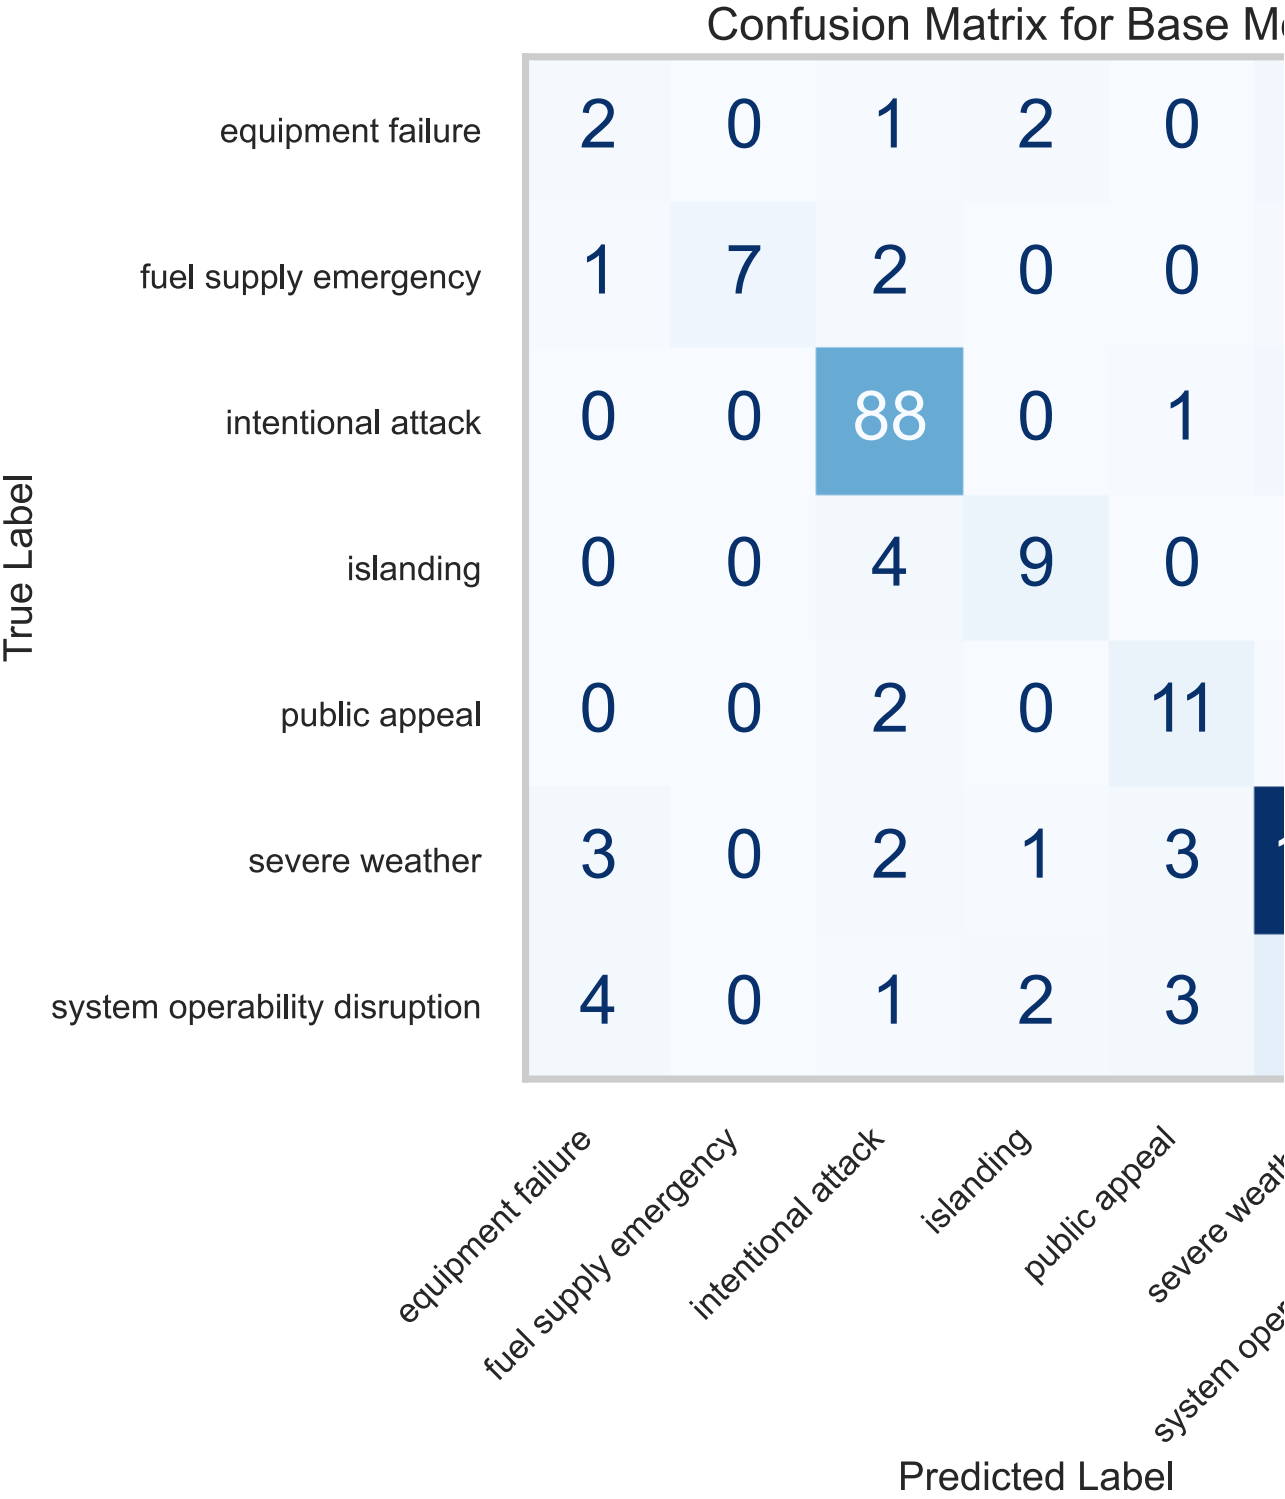 Confusion Matrix for Base
equipment failure 2 0 1 2 0
fuel supply emergency 1 7 2 0 0
intentional attack 0 0 88 0 1
islanding 0 0 4 9 0
public appeal 0 0 2 0 11
severe weather 3 0 2 1 3
system operability disruption 4 0 1 2 3
True Label
equipment failure
fuel supply emergency
intentional attack
islanding
public appeal
severe
system
Predicted Label